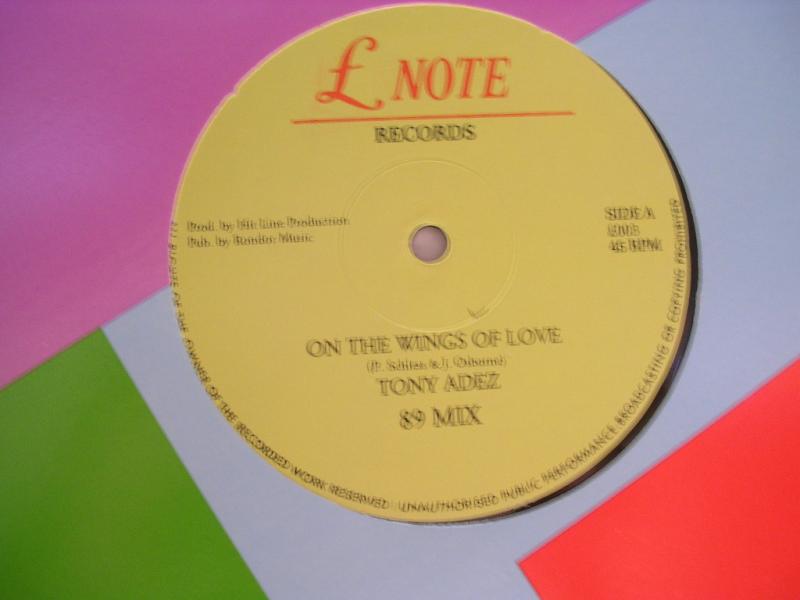 £ NOTE
RECORDS
Prod. by Hit Line Production
Pub. by Rondor Music
SIDE A
45 RPM
ON THE WINGS OF LOVE
TONY ADEZ
89 MIX
ALL RIGHTS OF THE OWNER OF THE RECORDED WORK RESERVED UNAUTHORISED PUBLIC PERFORMANCE BROADCASTING OR COPYING PROHIBITED